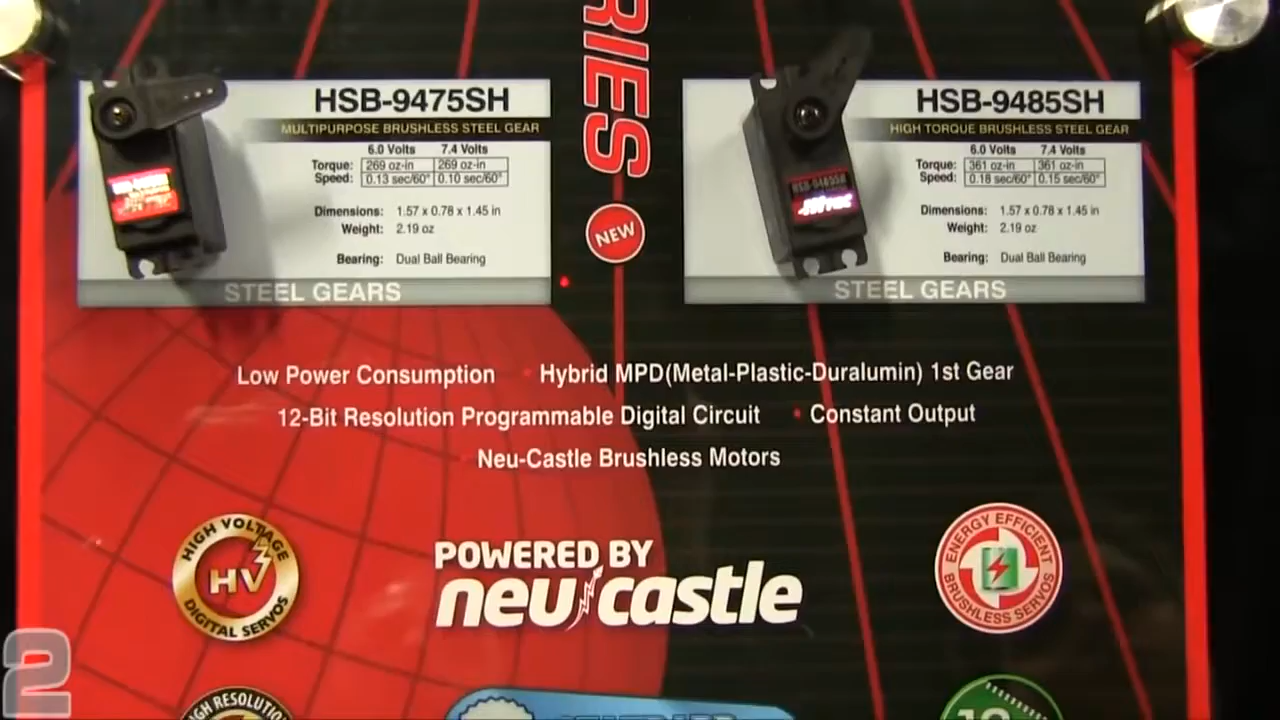 RIES
HSB-9475SH
MULTIPURPOSE BRUSHLESS STEEL GEAR
6.0 Volts 7.4 Volts
Torque: 269 oz-in 269 oz-in
Speed: 0.13 sec/60° 0.10 sec/60°
Dimensions: 1.57 x 0.78 x 1.45 in
Weight: 2.19 oz
Bearing: Dual Ball Bearing
STEEL GEARS
NEW
HSB-9485SH
HIGH TORQUE BRUSHLESS STEEL GEAR
6.0 Volts 7.4 Volts
Torque: 361 oz-in 361 oz-in
Speed: 0.18 sec/60° 0.15 sec/60°
Dimensions: 1.57 x 0.78 x 1.45 in
Weight: 2.19 oz
Bearing: Dual Ball Bearing
STEEL GEARS
HSB-9485SH
Low Power Consumption • Hybrid MPD(Metal-Plastic-Duralumin) 1st Gear
12-Bit Resolution Programmable Digital Circuit • Constant Output
Neu-Castle Brushless Motors
HIGH VOLTAGE
HV
DIGITAL SERVOS
POWERED BY
neu castle
ENERGY EFFICIENT
BRUSHLESS SERVOS
2
HIGH RESOLUTION
12